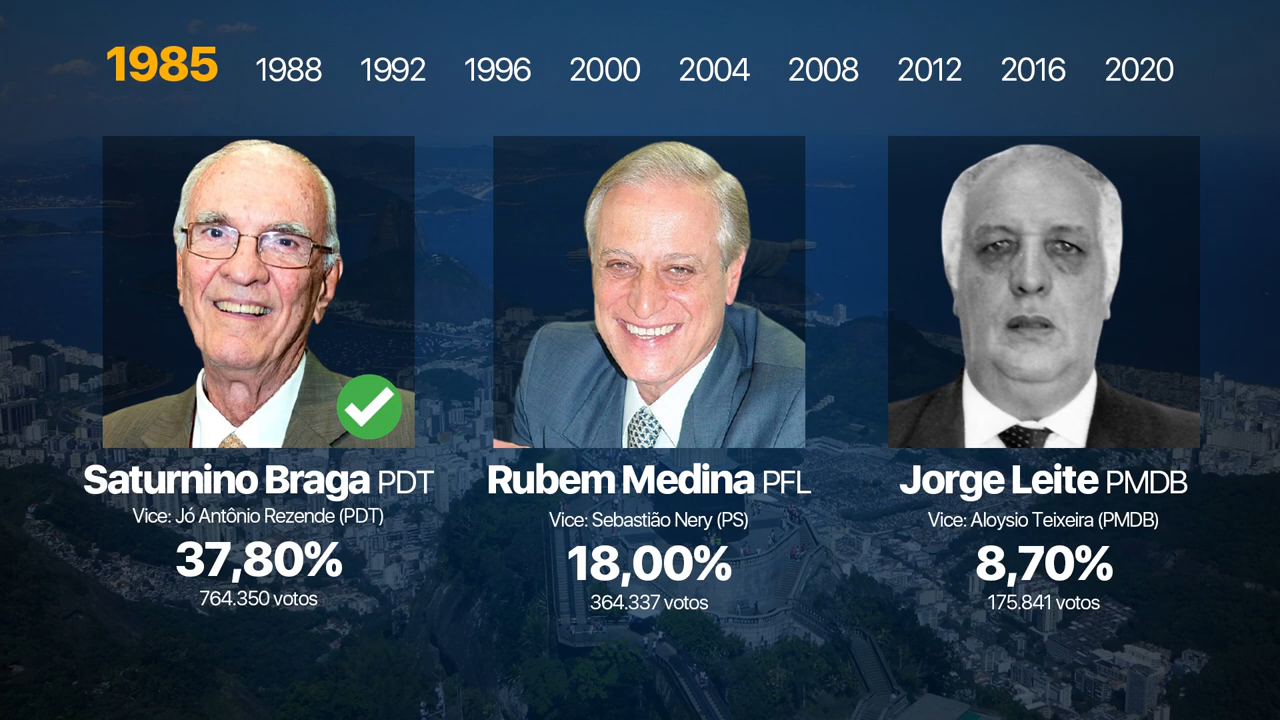 1985 1988 1992 1996 2000 2004 2008 2012 2016 2020
Saturnino Braga PDT
Vice: Jó Antônio Rezende (PDT)
37,80%
764.350 votos
Rubem Medina PFL
Vice: Sebastião Nery (PS)
18,00%
364.337 votos
Jorge Leite PMDB
Vice: Aloysio Teixeira (PMDB)
8,70%
175.841 votos